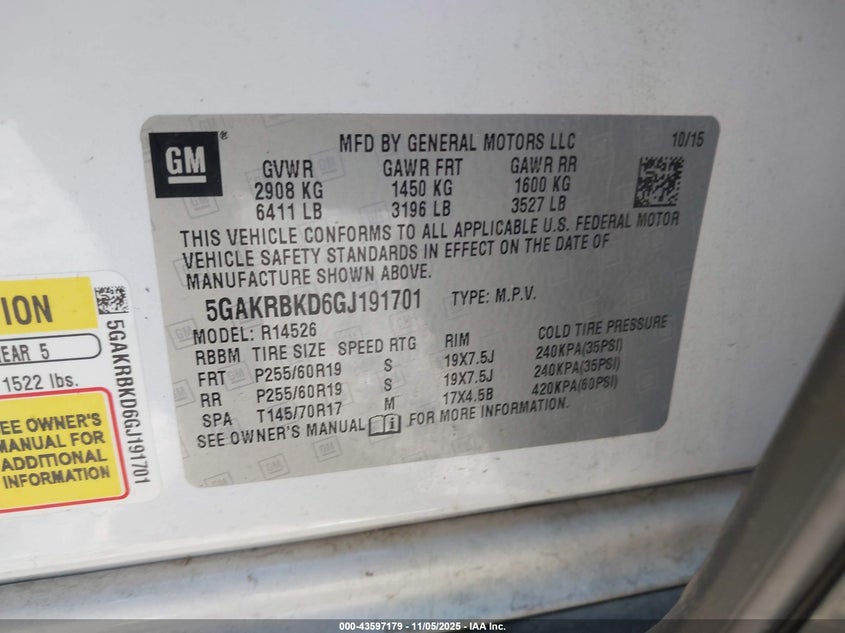 GM ®
MFD BY GENERAL MOTORS LLC 10/15
GVWR GAWR FRT GAWR RR
2908 KG 1450 KG 1600 KG
6411 LB 3196 LB 3527 LB
THIS VEHICLE CONFORMS TO ALL APPLICABLE U.S. FEDERAL MOTOR
VEHICLE SAFETY STANDARDS IN EFFECT ON THE DATE OF
MANUFACTURE SHOWN ABOVE.
5GAKRBKD6GJ191701 TYPE: M.P.V.
MODEL: R14526
RBBM TIRE SIZE SPEED RTG RIM COLD TIRE PRESSURE
FRT P255/60R19 S 19X7.5J 240KPA(35PSI)
RR P255/60R19 S 19X7.5J 240KPA(35PSI)
SPA T145/70R17 M 17X4.5B 420KPA(60PSI)
SEE OWNER'S MANUAL FOR MORE INFORMATION.
ION
EAR 5
1522 lbs.
EE OWNER'S
MANUAL FOR
ADDITIONAL
INFORMATION
5GAKRBKD6GJ191701
000-43597179 - 11/05/2025 - IAA Inc.